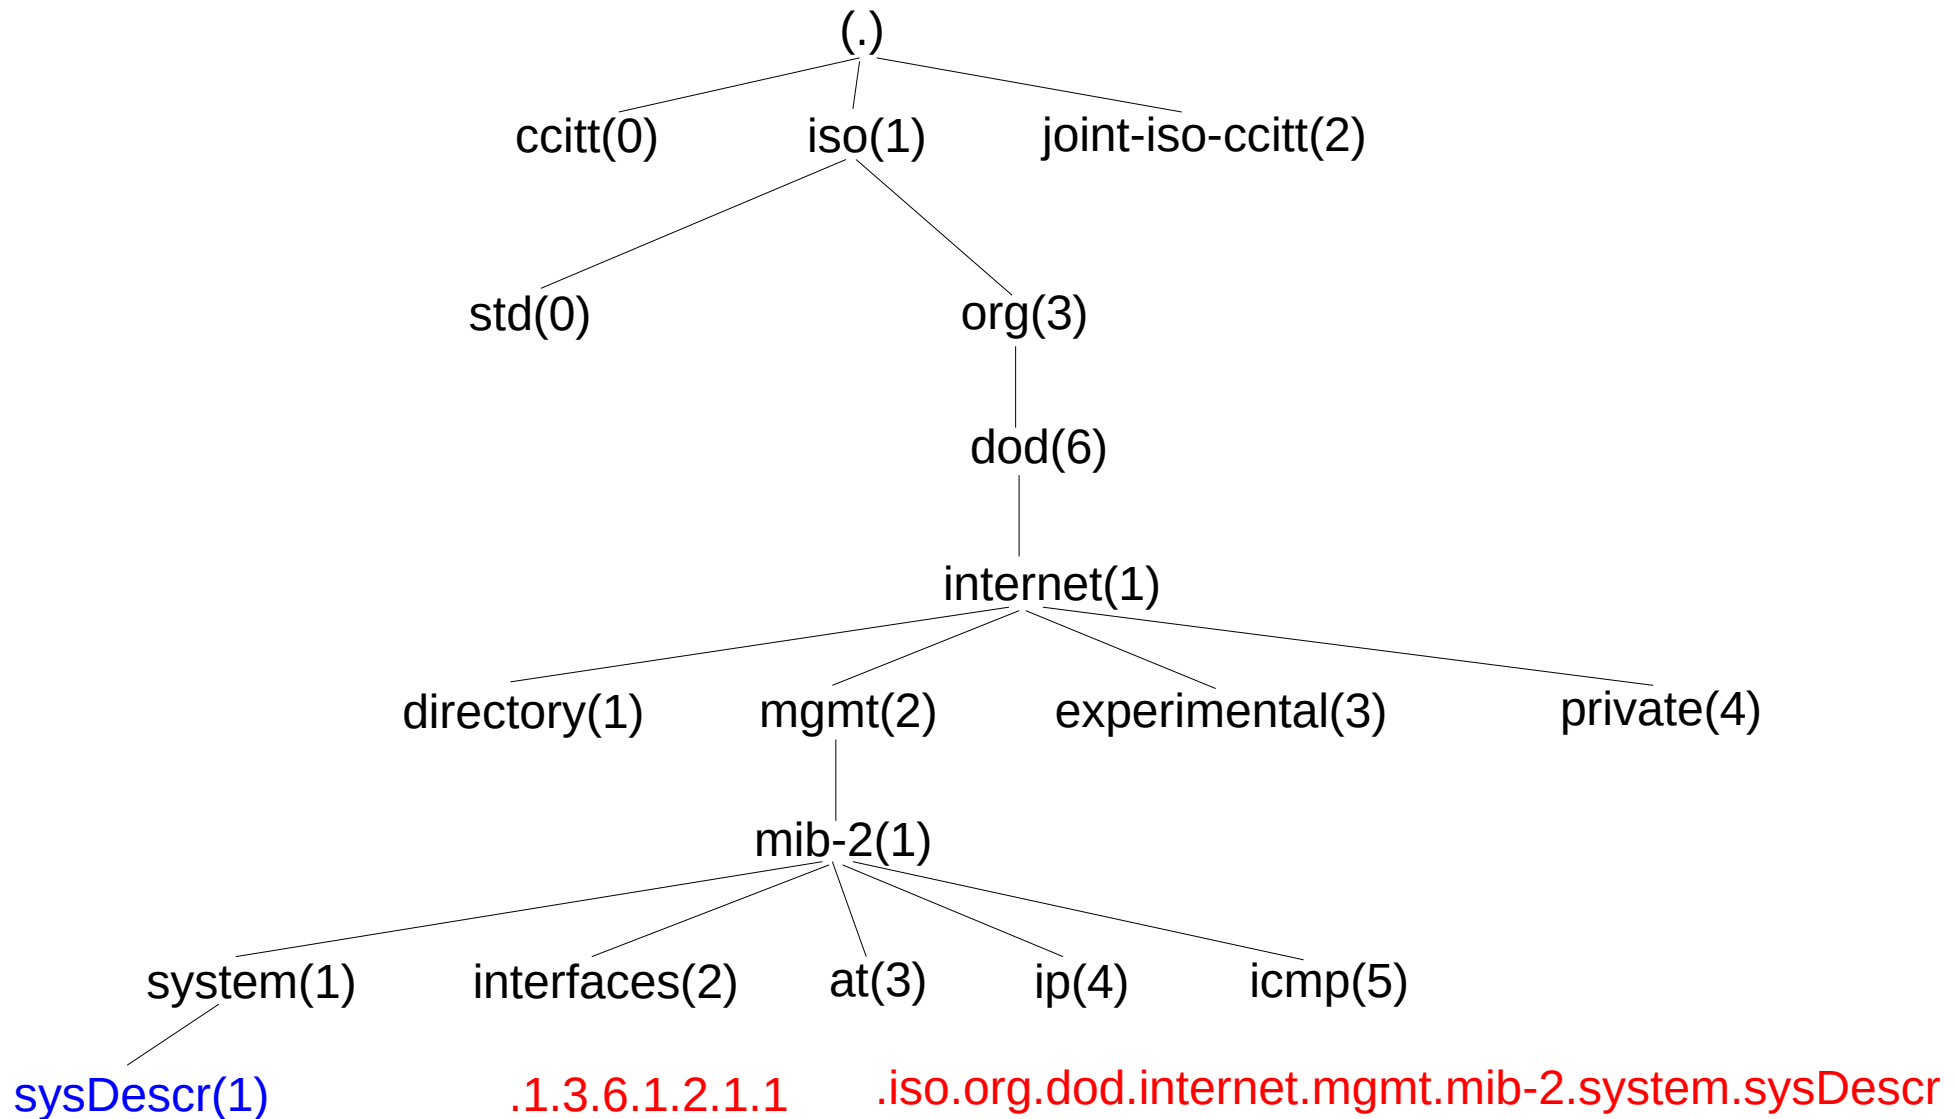 (.)
ccitt(0) iso(1) joint-iso-ccitt(2)
std(0) org(3)
dod(6)
internet(1)
directory(1) mgmt(2) experimental(3) private(4)
mib-2(1)
system(1) interfaces(2) at(3) ip(4) icmp(5)
sysDescr(1) .1.3.6.1.2.1.1 .iso.org.dod.internet.mgmt.mib-2.system.sysDescr